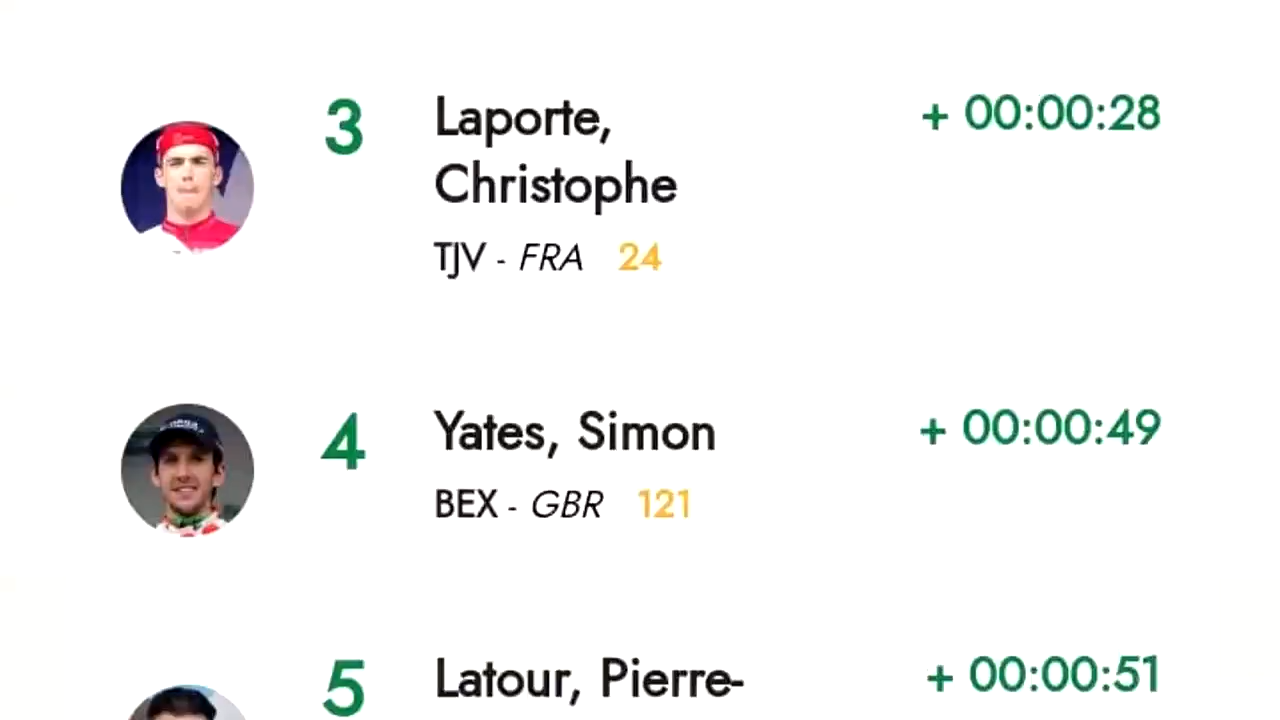 3 Laporte, + 00:00:28
Christophe
TJV - FRA 24
4 Yates, Simon + 00:00:49
BEX - GBR 121
5 Latour, Pierre- + 00:00:51